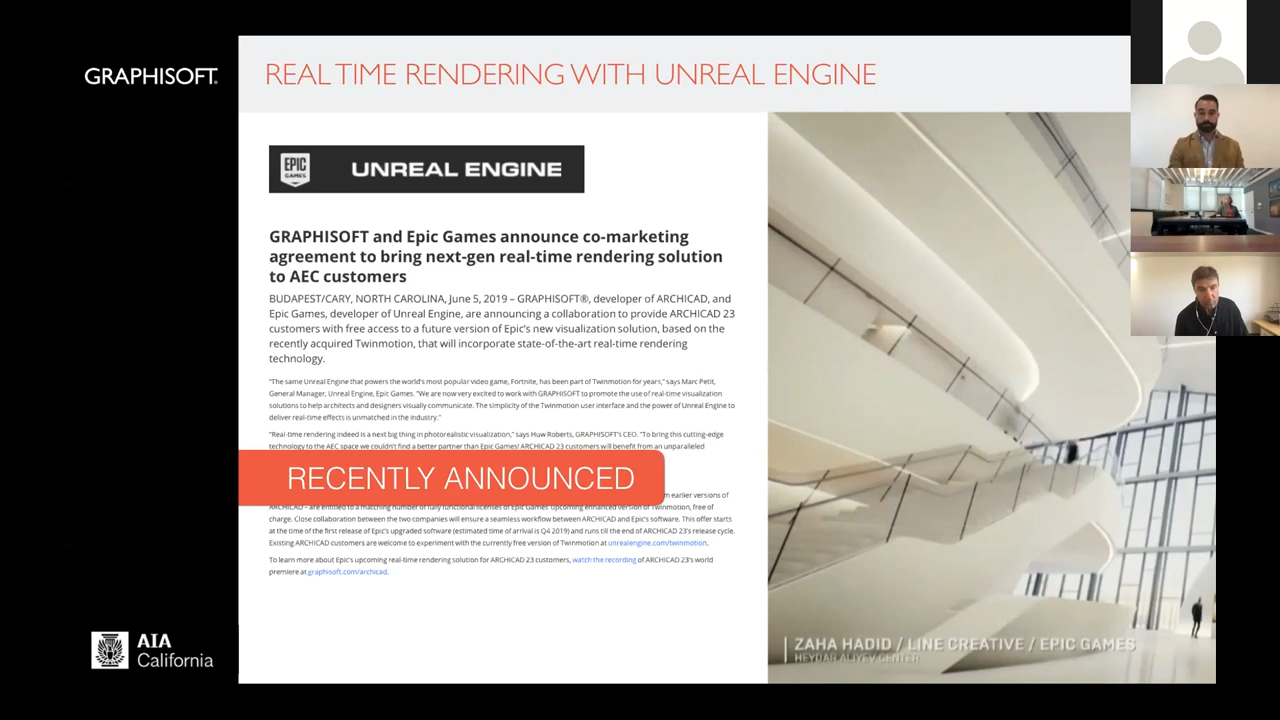 GRAPHISOFT®
REAL TIME RENDERING WITH UNREAL ENGINE
EPIC
GAMES
UNREAL ENGINE
GRAPHISOFT and Epic Games announce co-marketing
agreement to bring next-gen real-time rendering solution
to AEC customers
BUDAPEST/CARY, NORTH CAROLINA, June 5, 2019 – GRAPHISOFT®, developer of ARCHICAD, and
Epic Games, developer of Unreal Engine, are announcing a collaboration to provide ARCHICAD 23
customers with free access to a future version of Epic's new visualization solution, based on the
recently acquired Twinmotion, that will incorporate state-of-the-art real-time rendering
technology.
"The same Unreal Engine that powers the world's most popular video game, Fortnite, has been part of Twinmotion for years," says Marc Petit,
General Manager, Unreal Engine, Epic Games. "We are now very excited to work with GRAPHISOFT to promote the use of real-time visualization
solutions to help architects and designers visually communicate. The simplicity of the Twinmotion user interface and the power of Unreal Engine to
deliver real-time effects is unmatched in the industry."
"Real-time rendering indeed is a next big thing in photorealistic visualization," says Huw Roberts, GRAPHISOFT's CEO. "To bring this cutting-edge
technology to the AEC space we couldn't find a better partner than Epic Games! ARCHICAD 23 customers will benefit from an unparalleled
RECENTLY ANNOUNCED
m earlier versions of
ARCHICAD – are entitled to a matching number of fully functional licenses of Epic Games' upcoming enhanced version of Twinmotion, free of
charge. Close collaboration between the two companies will ensure a seamless workflow between ARCHICAD and Epic's software. This offer starts
at the time of the first release of Epic's upgraded software (estimated time of arrival is Q4 2019) and runs till the end of ARCHICAD 23's release cycle.
Existing ARCHICAD customers are welcome to experiment with the currently free version of Twinmotion at unrealengine.com/twinmotion.
To learn more about Epic's upcoming real-time rendering solution for ARCHICAD 23 customers, watch the recording of ARCHICAD 23's world
premiere at graphisoft.com/archicad.
ZAHA HADID / LINE CREATIVE / EPIC GAMES
HEYDAR ALIYEV CENTER
AIA
California